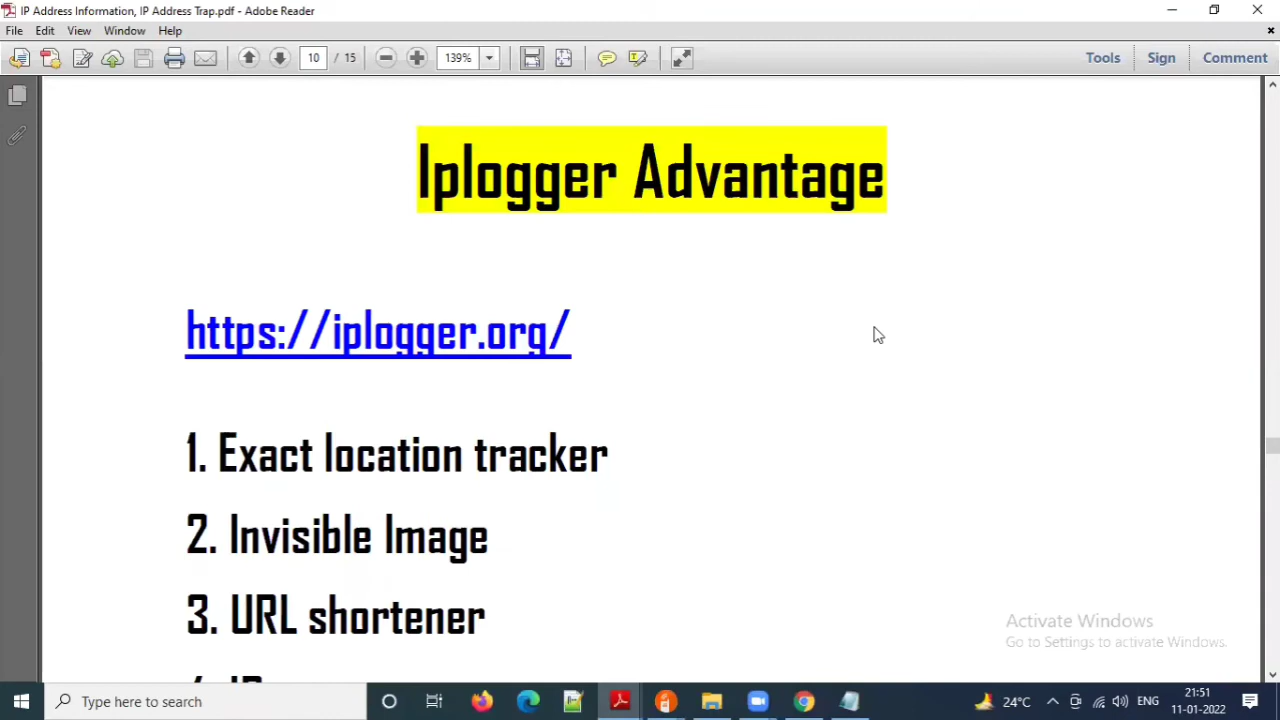 IP Address Information, IP Address Trap.pdf - Adobe Reader
File Edit View Window Help
10 / 15 139% Tools Sign Comment
Iplogger Advantage
https://iplogger.org/
1. Exact location tracker
2. Invisible Image
3. URL shortener
Activate Windows
Go to Settings to activate Windows.
Type here to search
24°C ENG 21:51
11-01-2022